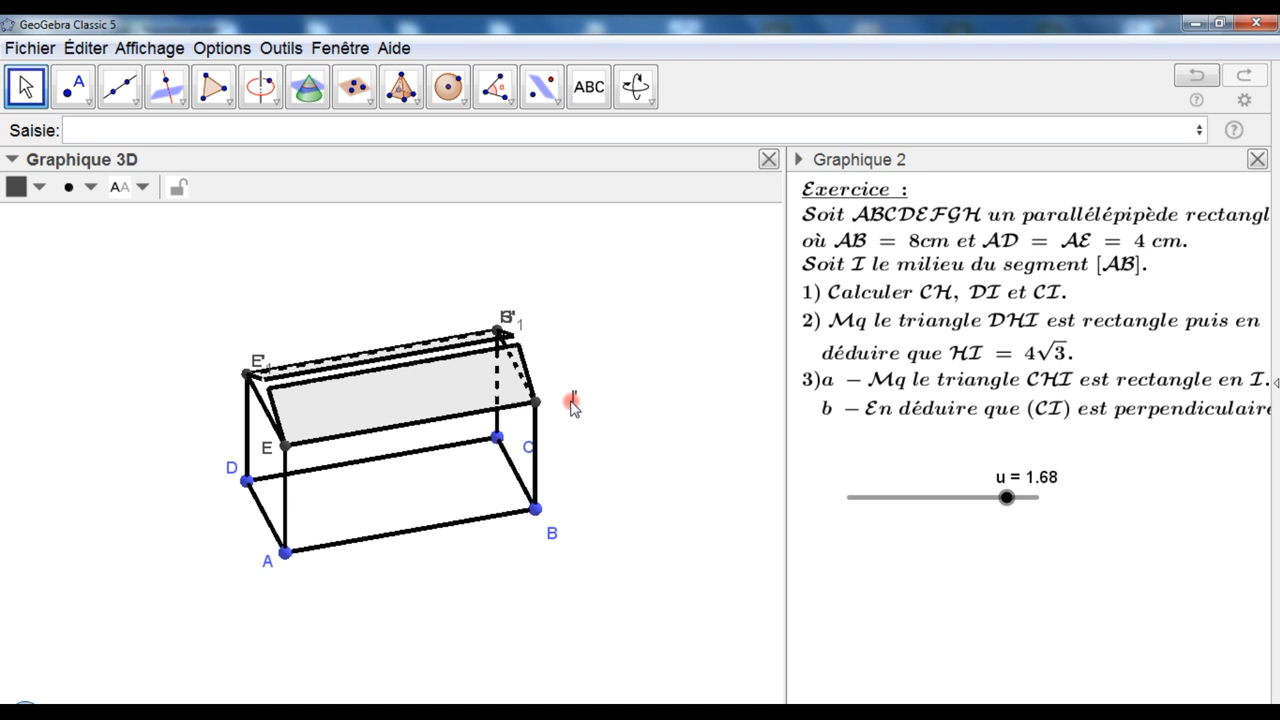 GeoGebra Classic 5
Fichier Éditer Affichage Options Outils Fenêtre Aide
A ABC
Saisie:
Graphique 3D
Graphique 2
AA
Exercice :
Soit ABCDEFGH un parallélépipède rectangl
où AB = 8cm et AD = AE = 4 cm.
Soit I le milieu du segment [AB].
1) Calculer CH, DI et CI.
2) Mq le triangle DHI est rectangle puis en
déduire que HI = 4√3.
3)a – Mq le triangle CHI est rectangle en I.
b – En déduire que (CI) est perpendiculaire
u = 1.68
E
D
C
B
A